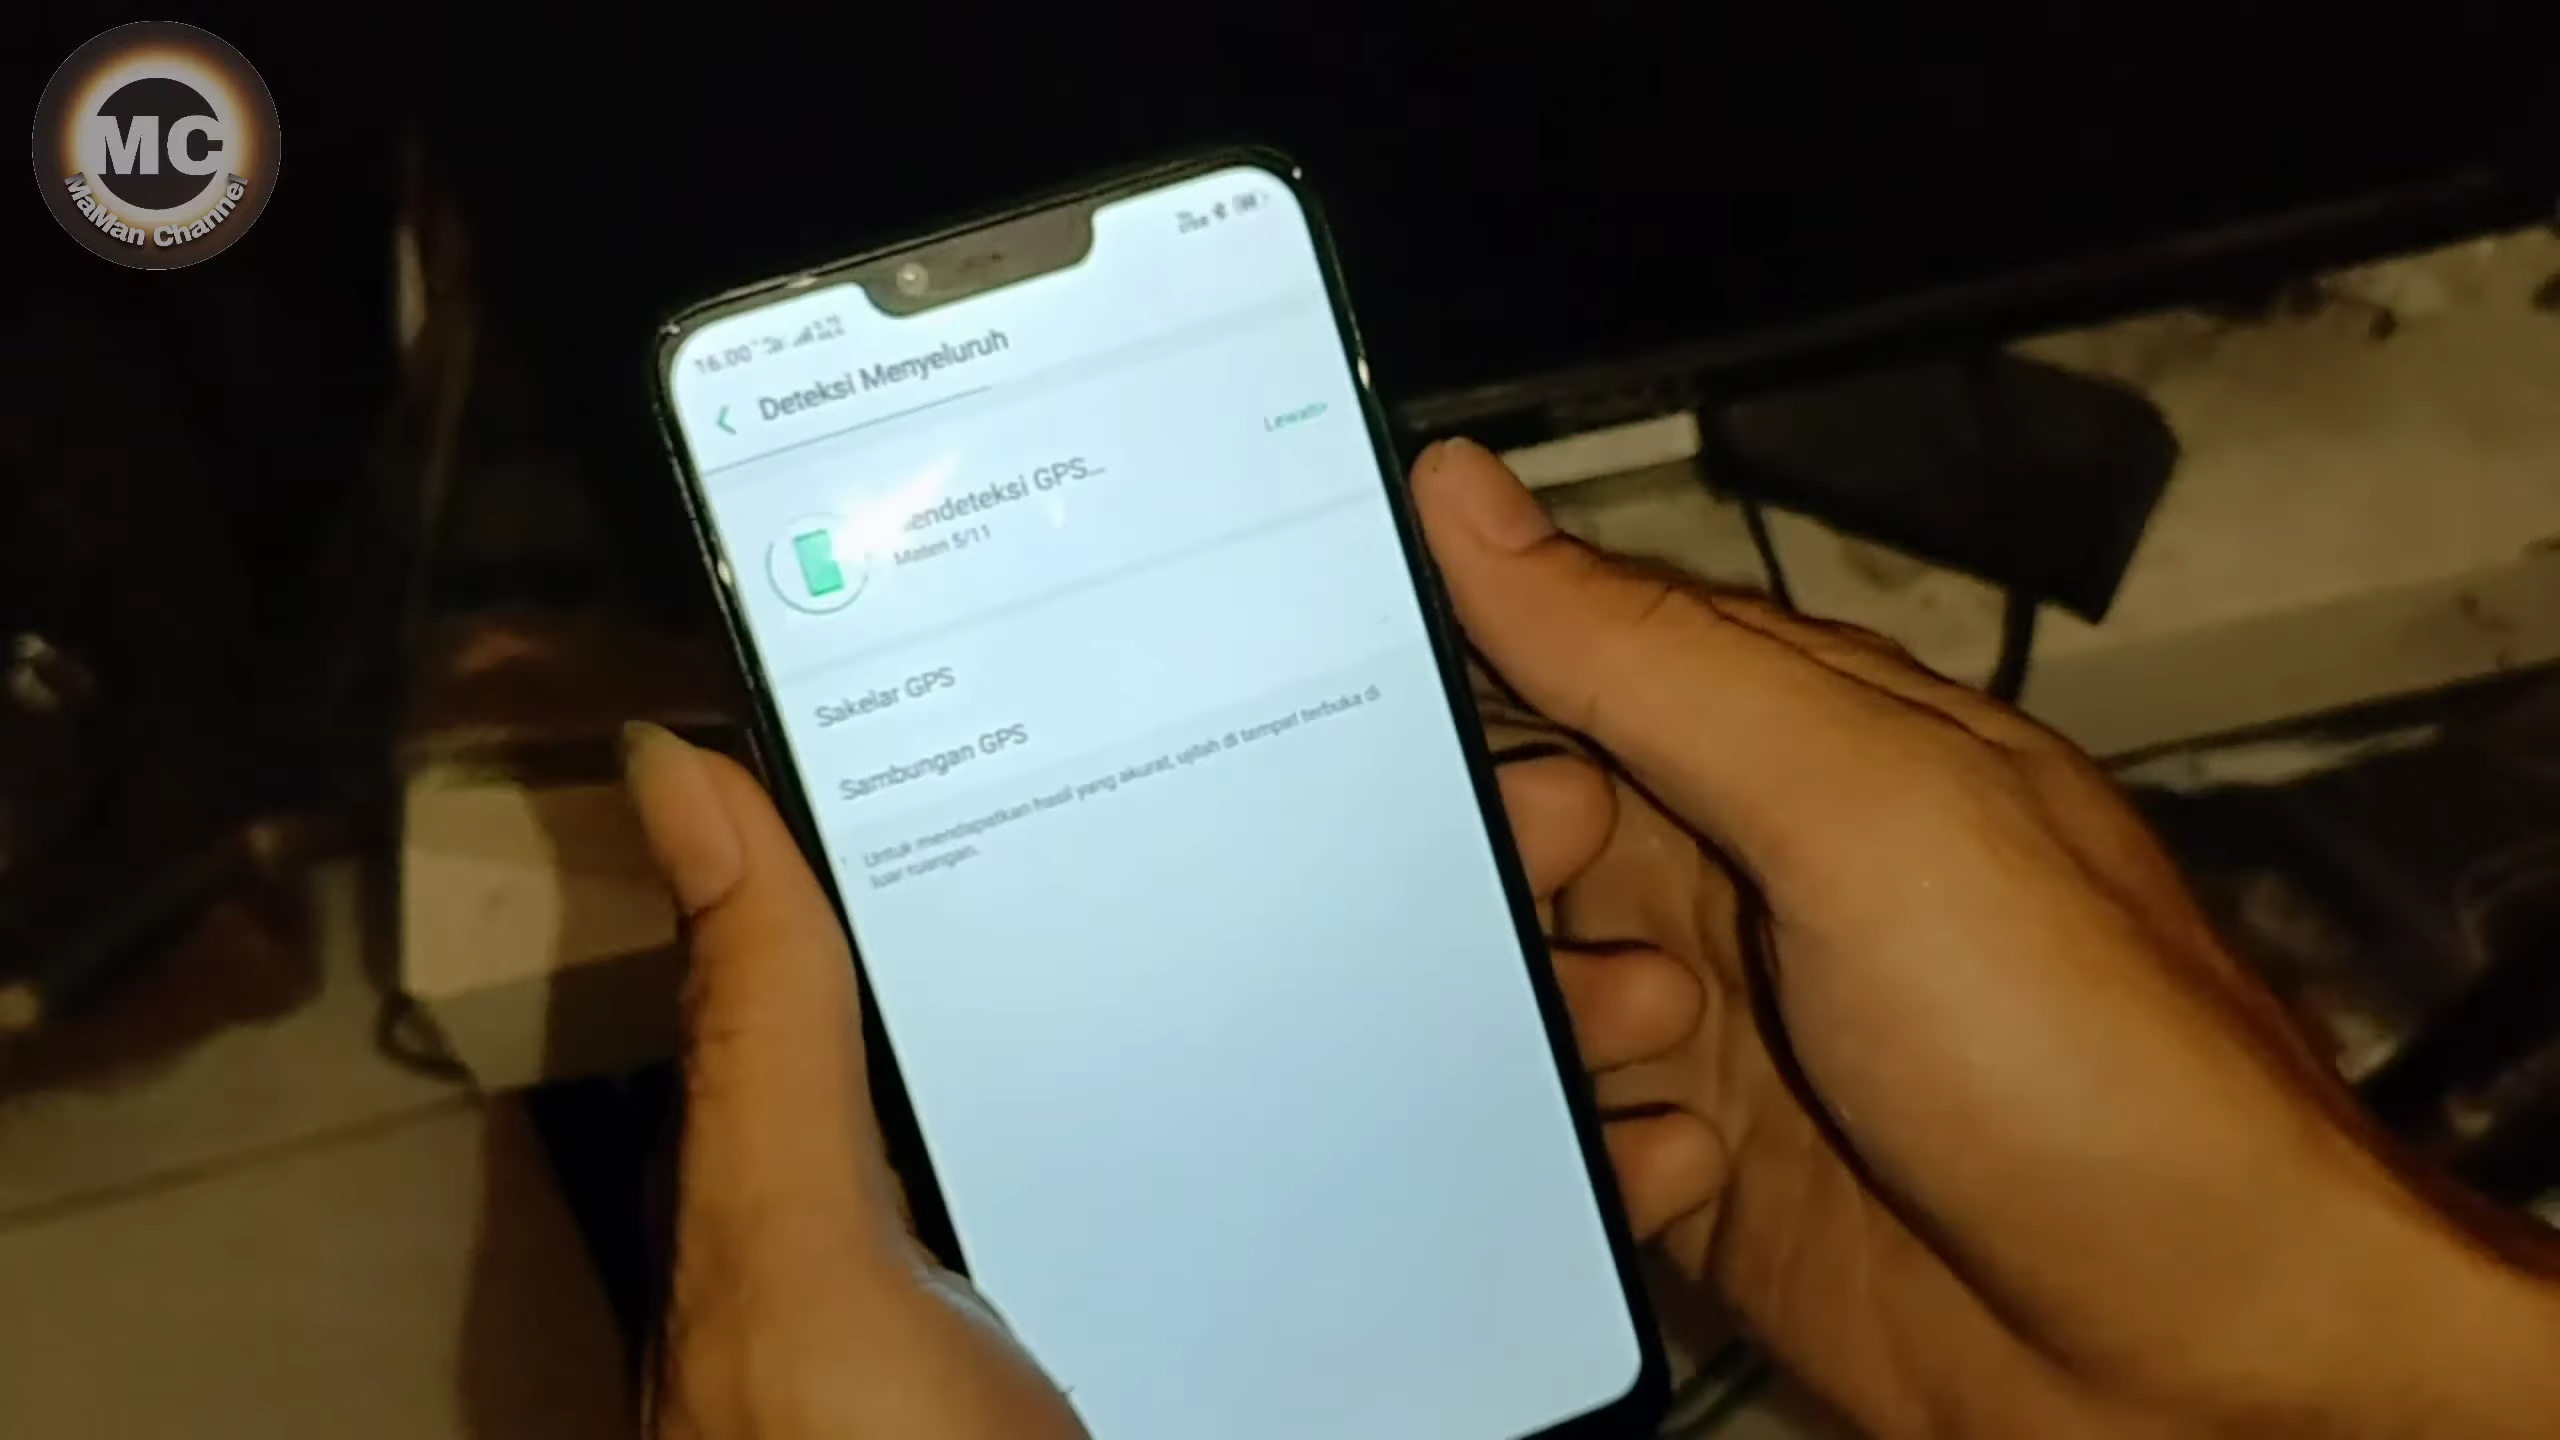 MC
MaMan Channel
16.00
Deteksi Menyeluruh
Lewati>
endeteksi GPS...
5/11
Sakelar GPS
Sambungan GPS
Untuk mendapatkan hasil yang akurat, ujilah di tempat terbuka di
luar ruangan.